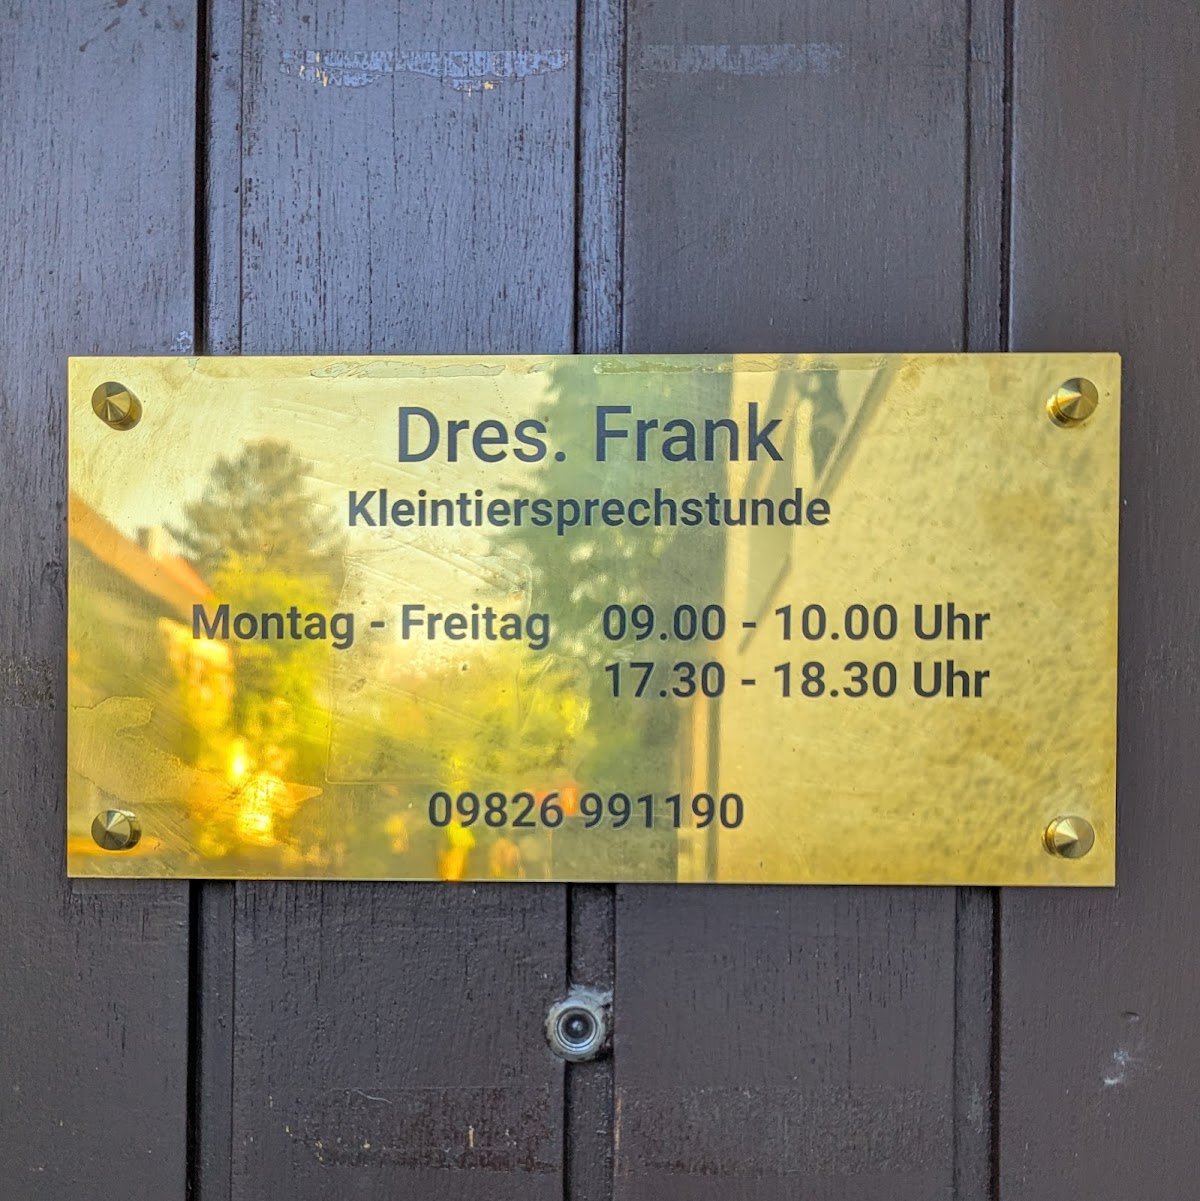 Dres. Frank
Kleintiersprechstunde
Montag - Freitag 09.00 - 10.00 Uhr
17.30 - 18.30 Uhr
09826 991190